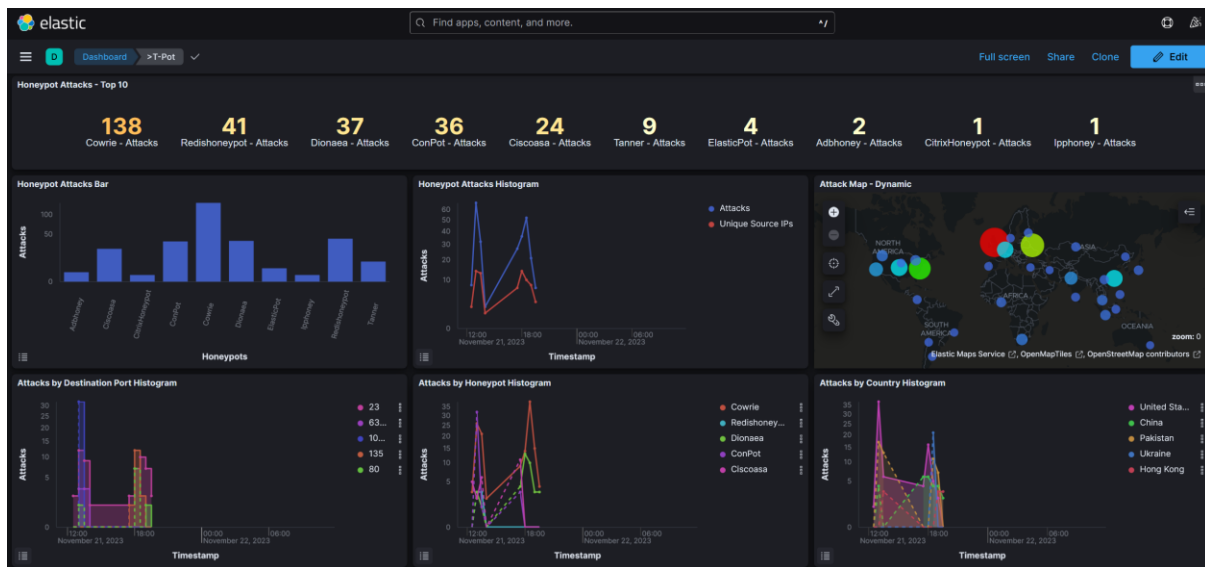 elastic
Find apps, content, and more.
^/
D
Dashboard
>T-Pot
Full screen
Share
Clone
Edit
Honeypot Attacks - Top 10
138
41
37
36
24
9
4
2
1
1
Cowrie - Attacks
Redishoneypot - Attacks
Dionaea - Attacks
ConPot - Attacks
Ciscoasa - Attacks
Tanner - Attacks
ElasticPot - Attacks
Adbhoney - Attacks
CitrixHoneypot - Attacks
Ipphoney - Attacks
Honeypot Attacks Bar
Attacks
100
50
0
Adbhoney
Ciscoasa
CitrixHoneypot
ConPot
Cowrie
Dionaea
ElasticPot
Ipphoney
Redishoneypot
Tanner
Honeypots
Honeypot Attacks Histogram
Attacks
60
50
40
30
20
10
0
12:00
18:00
00:00
06:00
November 21, 2023
November 22, 2023
Timestamp
Attacks
Unique Source IPs
Attack Map - Dynamic
NORTH AMERICA
ASIA
AFRICA
SOUTH AMERICA
OCEANIA
zoom: 0
Elastic Maps Service, OpenMapTiles, OpenStreetMap contributors
Attacks by Destination Port Histogram
Attacks
30
25
20
15
10
5
0
12:00
18:00
00:00
06:00
November 21, 2023
November 22, 2023
Timestamp
23
63...
10...
135
80
Attacks by Honeypot Histogram
Attacks
35
25
20
15
10
5
0
12:00
18:00
00:00
06:00
November 21, 2023
November 22, 2023
Timestamp
Cowrie
Redishoney...
Dionaea
ConPot
Ciscoasa
Attacks by Country Histogram
Attacks
35
25
20
15
10
5
0
12:00
18:00
00:00
06:00
November 21, 2023
November 22, 2023
Timestamp
United Sta...
China
Pakistan
Ukraine
Hong Kong